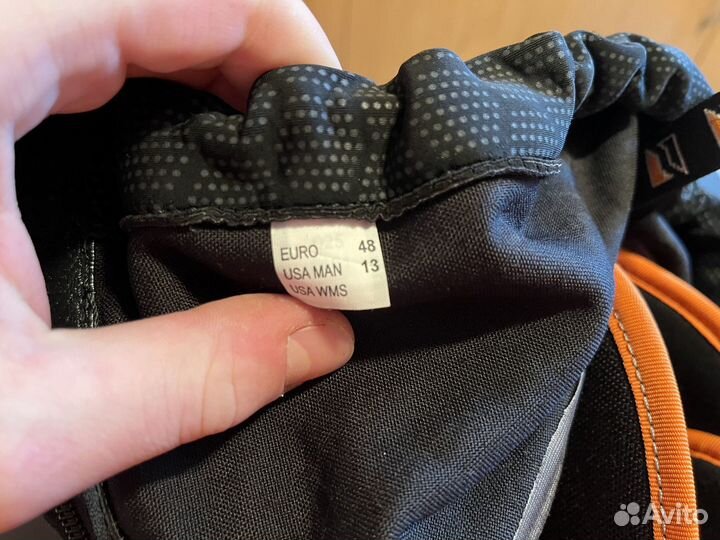 EURO 48
USA MAN 13
USA WMS
Avito